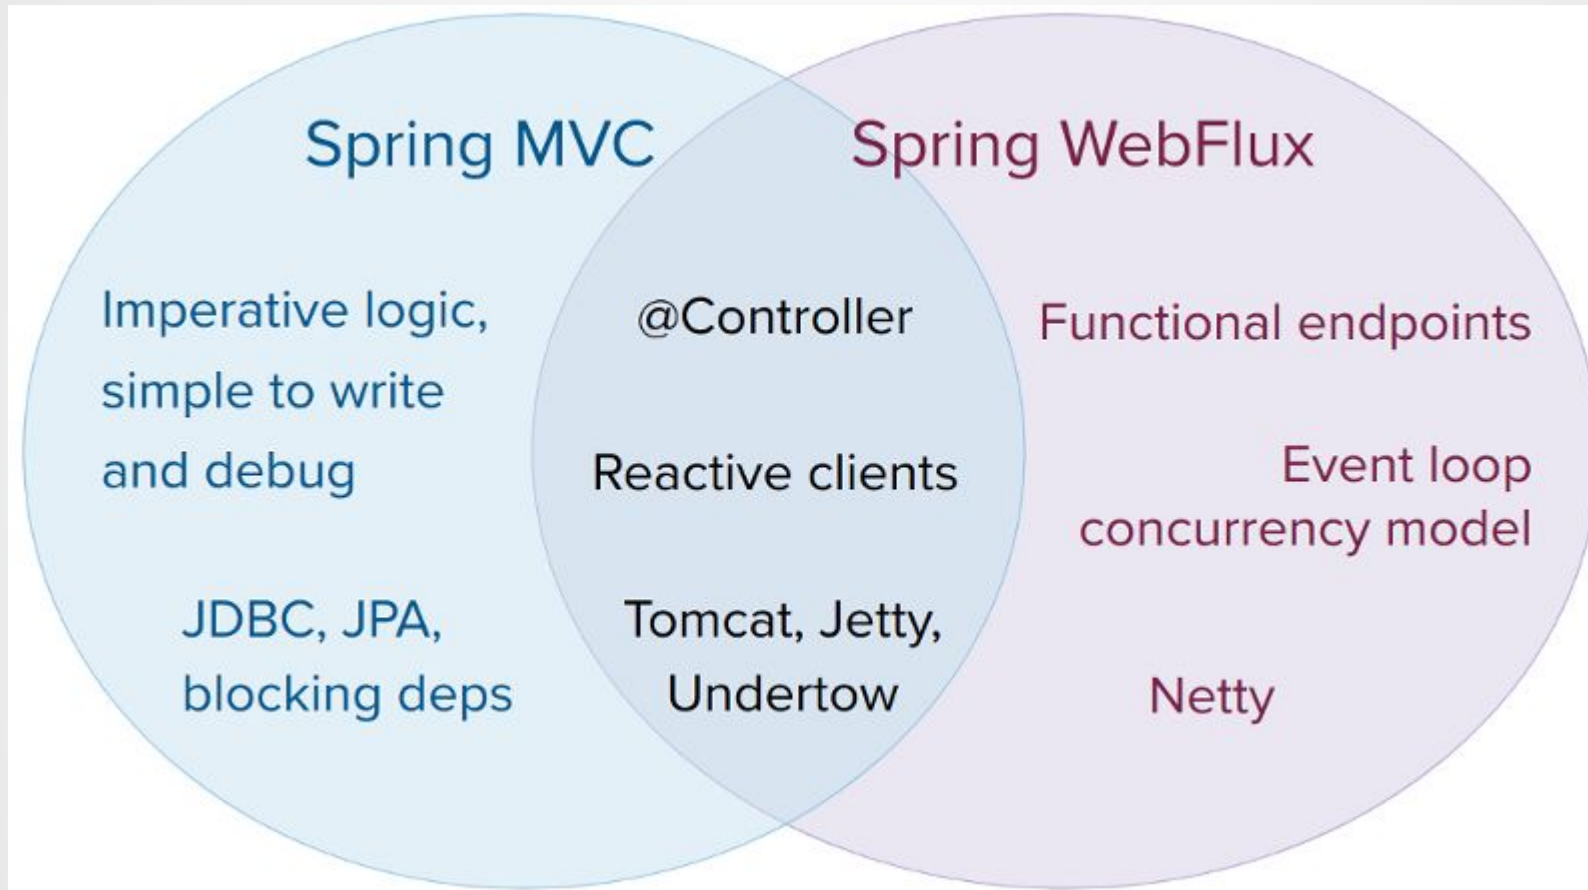 Spring MVC
Spring WebFlux
Imperative logic,
simple to write
and debug
JDBC, JPA,
blocking deps
@Controller
Reactive clients
Tomcat, Jetty,
Undertow
Functional endpoints
Event loop
concurrency model
Netty